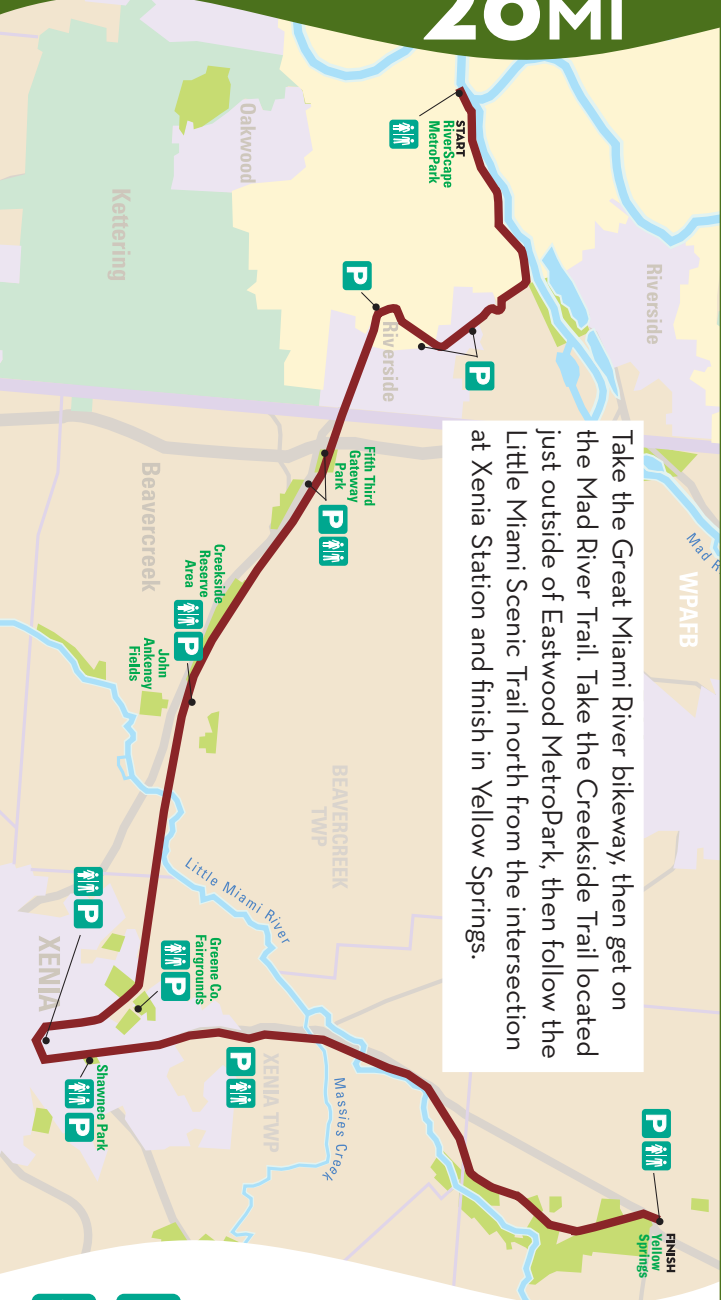 26MI
START
RiverScape
MetroPark
Oakwood
Kettering
Riverside
P
Riverside
P
Take the Great Miami River bikeway, then get on
the Mad River Trail. Take the Creekside Trail located
just outside of Eastwood MetroPark, then follow the
Little Miami Scenic Trail north from the intersection
at Xenia Station and finish in Yellow Springs.
Mad R
WPAFB
Fifth Third
Gateway
Park
P
Beavercreek
Creekside
Reserve
Area
P
John
Ankeney
Fields
BEAVERCREEK
TWP
Little Miami River
P
XENIA
Greene Co.
Fairgrounds
P
Shawnee Park
P
P
XENIA TWP
Massies Creek
P
FINISH
Yellow
Springs